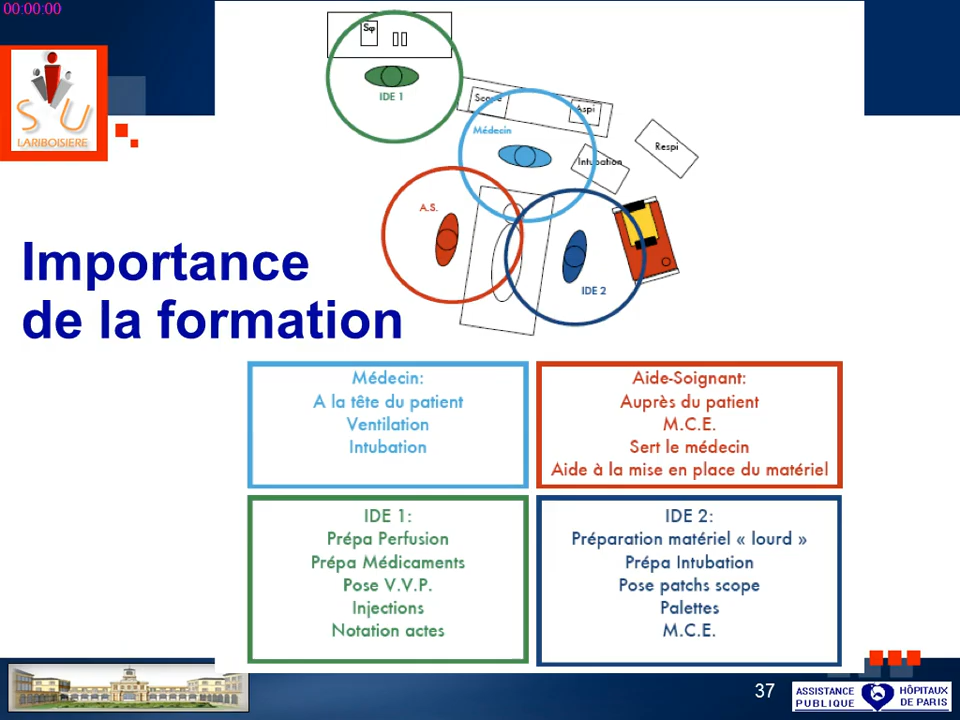 00:00:00
SAU
LARIBOISIERE
Sφ
IDE 1
Scope
Aspi
Médecin
Intubation
Respi
A.S.
IDE 2
Importance
de la formation
Médecin:
A la tête du patient
Ventilation
Intubation
Aide-Soignant:
Auprès du patient
M.C.E.
Sert le médecin
Aide à la mise en place du matériel
IDE 1:
Prépa Perfusion
Prépa Médicaments
Pose V.V.P.
Injections
Notation actes
IDE 2:
Préparation matériel « lourd »
Prépa Intubation
Pose patchs scope
Palettes
M.C.E.
37
ASSISTANCE
PUBLIQUE
HÔPITAUX
DE PARIS